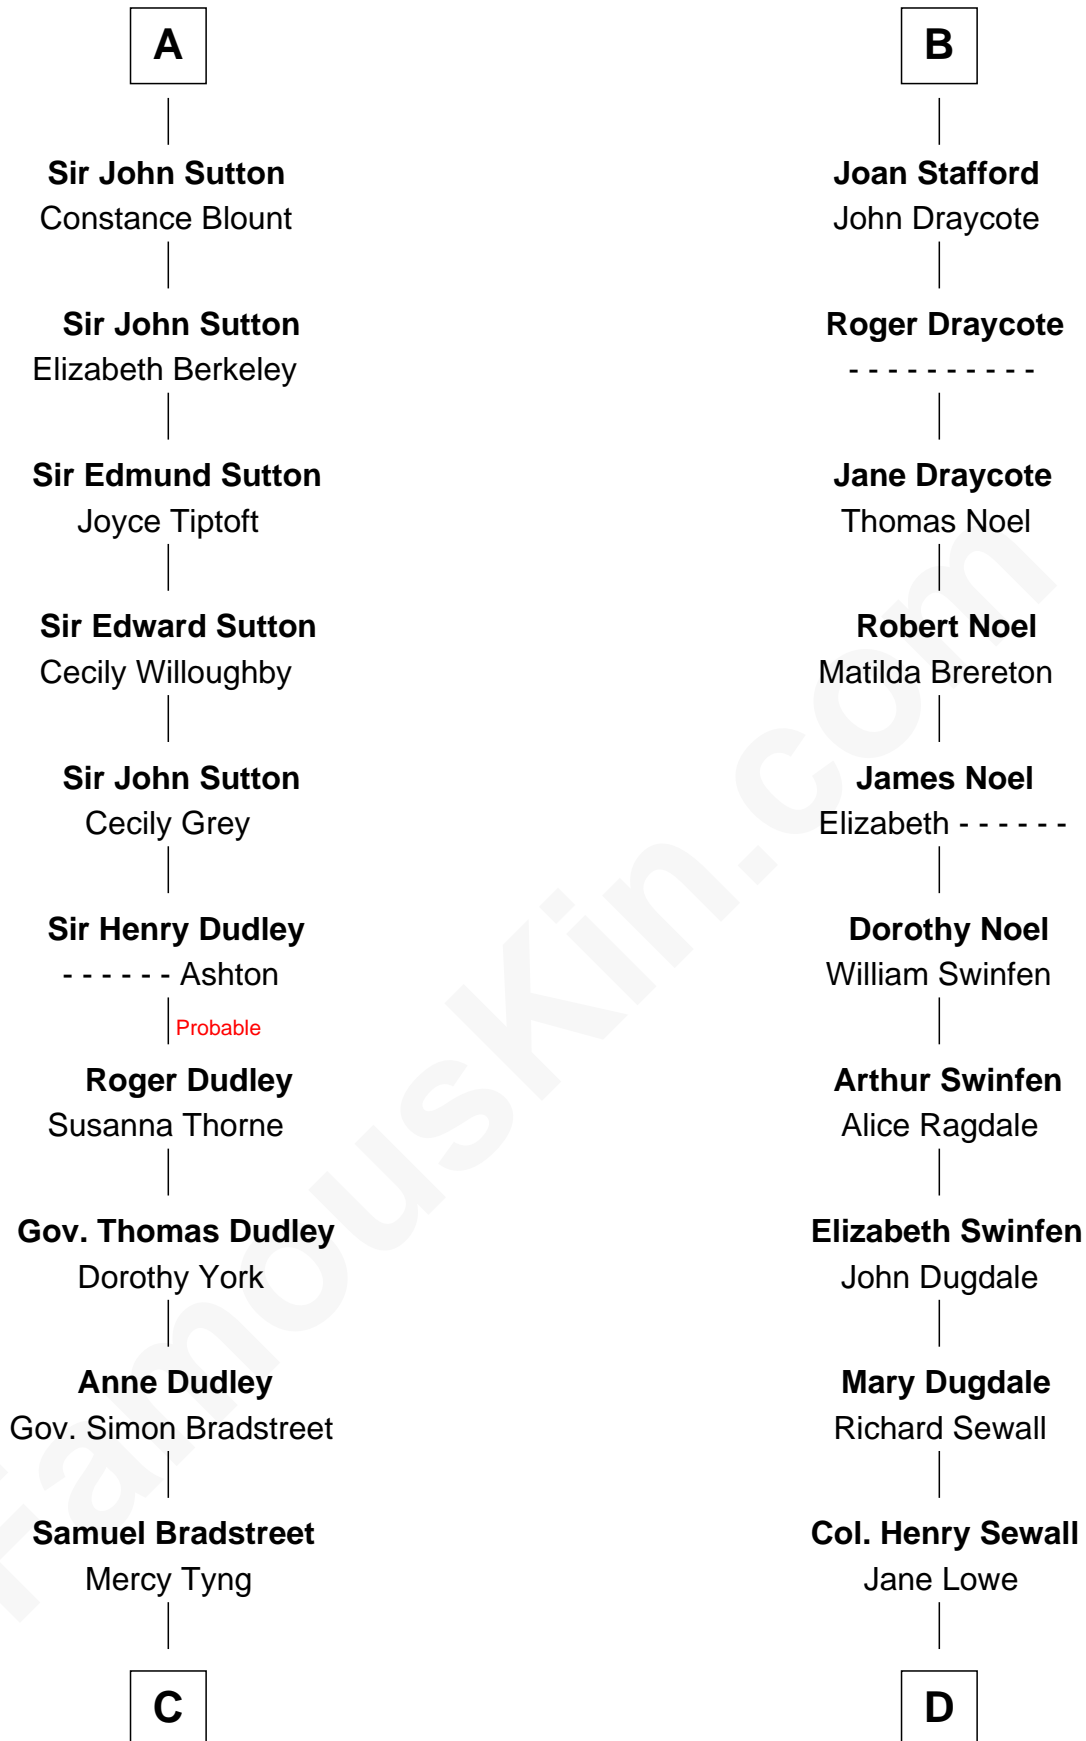 A
Sir John Sutton
Constance Blount
Sir John Sutton
Elizabeth Berkeley
Sir Edmund Sutton
Joyce Tiptoft
Sir Edward Sutton
Cecily Willoughby
Sir John Sutton
Cecily Grey
Sir Henry Dudley
- - - - - - Ashton
Probable
Roger Dudley
Susanna Thorne
Gov. Thomas Dudley
Dorothy York
Anne Dudley
Gov. Simon Bradstreet
Samuel Bradstreet
Mercy Tyng
C
B
Joan Stafford
John Draycote
Roger Draycote
- - - - - - - - - -
Jane Draycote
Thomas Noel
Robert Noel
Matilda Brereton
James Noel
Elizabeth - - - - - -
Dorothy Noel
William Swinfen
Arthur Swinfen
Alice Ragdale
Elizabeth Swinfen
John Dugdale
Mary Dugdale
Richard Sewall
Col. Henry Sewall
Jane Lowe
D
FamousKin.com